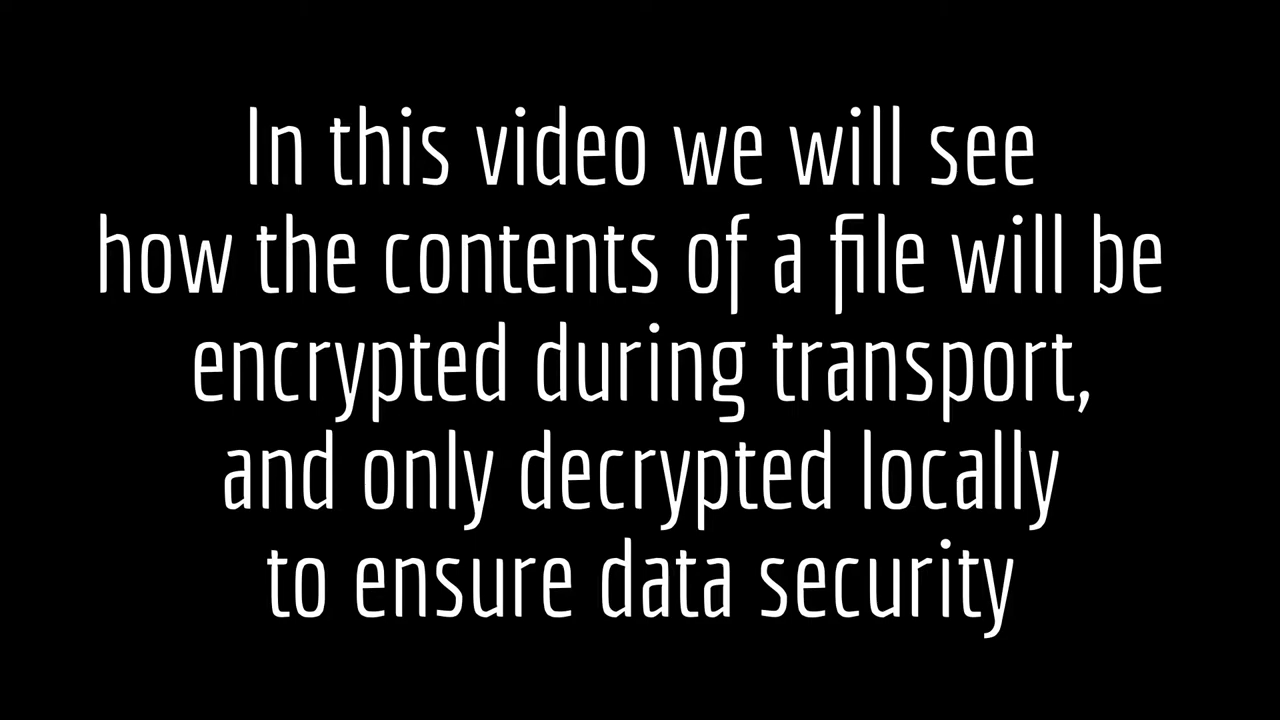 In this video we will see
how the contents of a file will be
encrypted during transport,
and only decrypted locally
to ensure data security